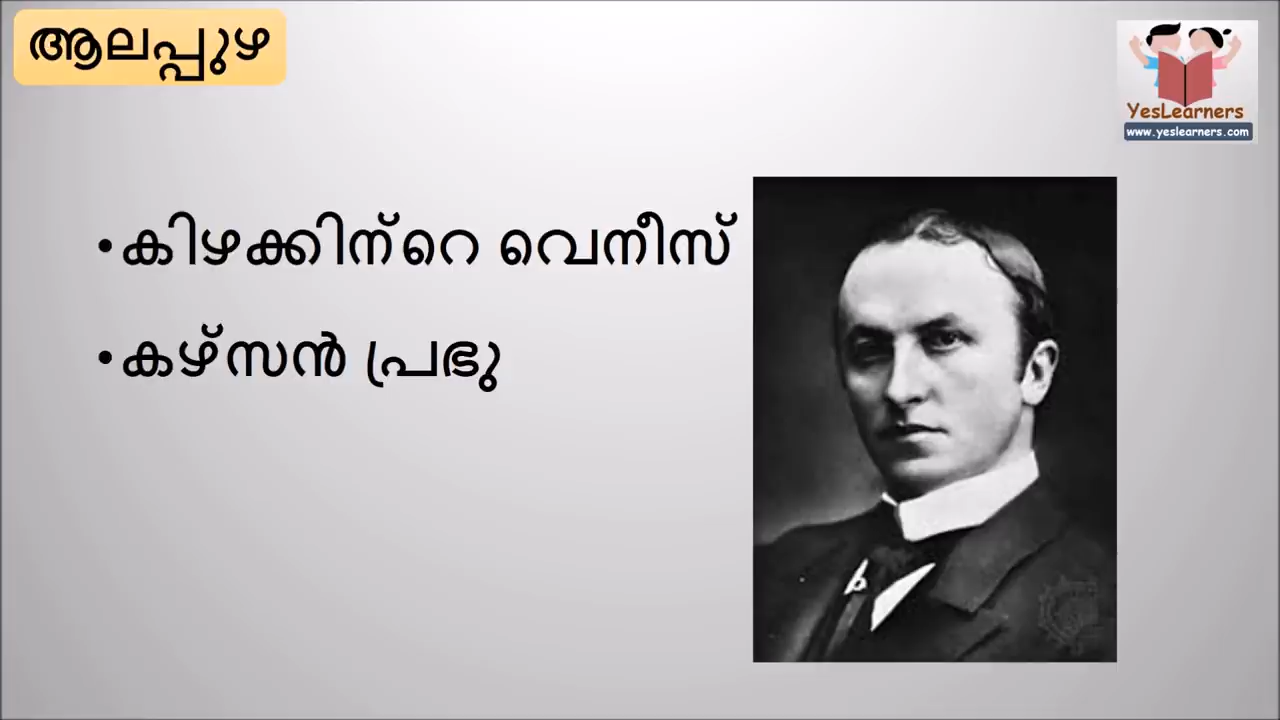 ആലപ്പുഴ
YesLearners
www.yeslearners.com
•കിഴക്കിന്റെ വെനീസ്
•കഴ്സൻ പ്രഭു